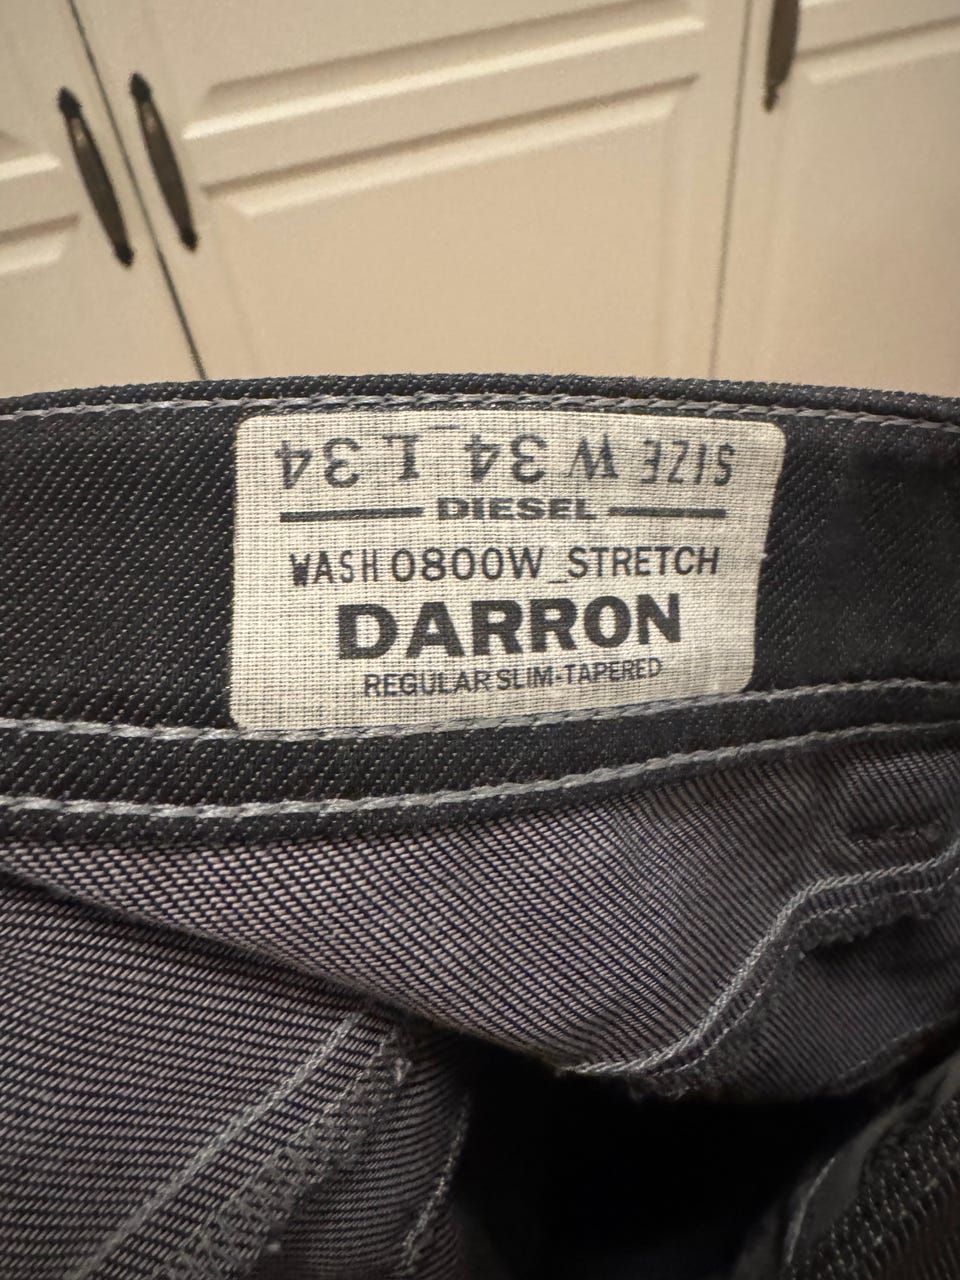 SIZE W 34 L 34
DIESEL
WASH 0800W_STRETCH
DARRON
REGULAR SLIM-TAPERED